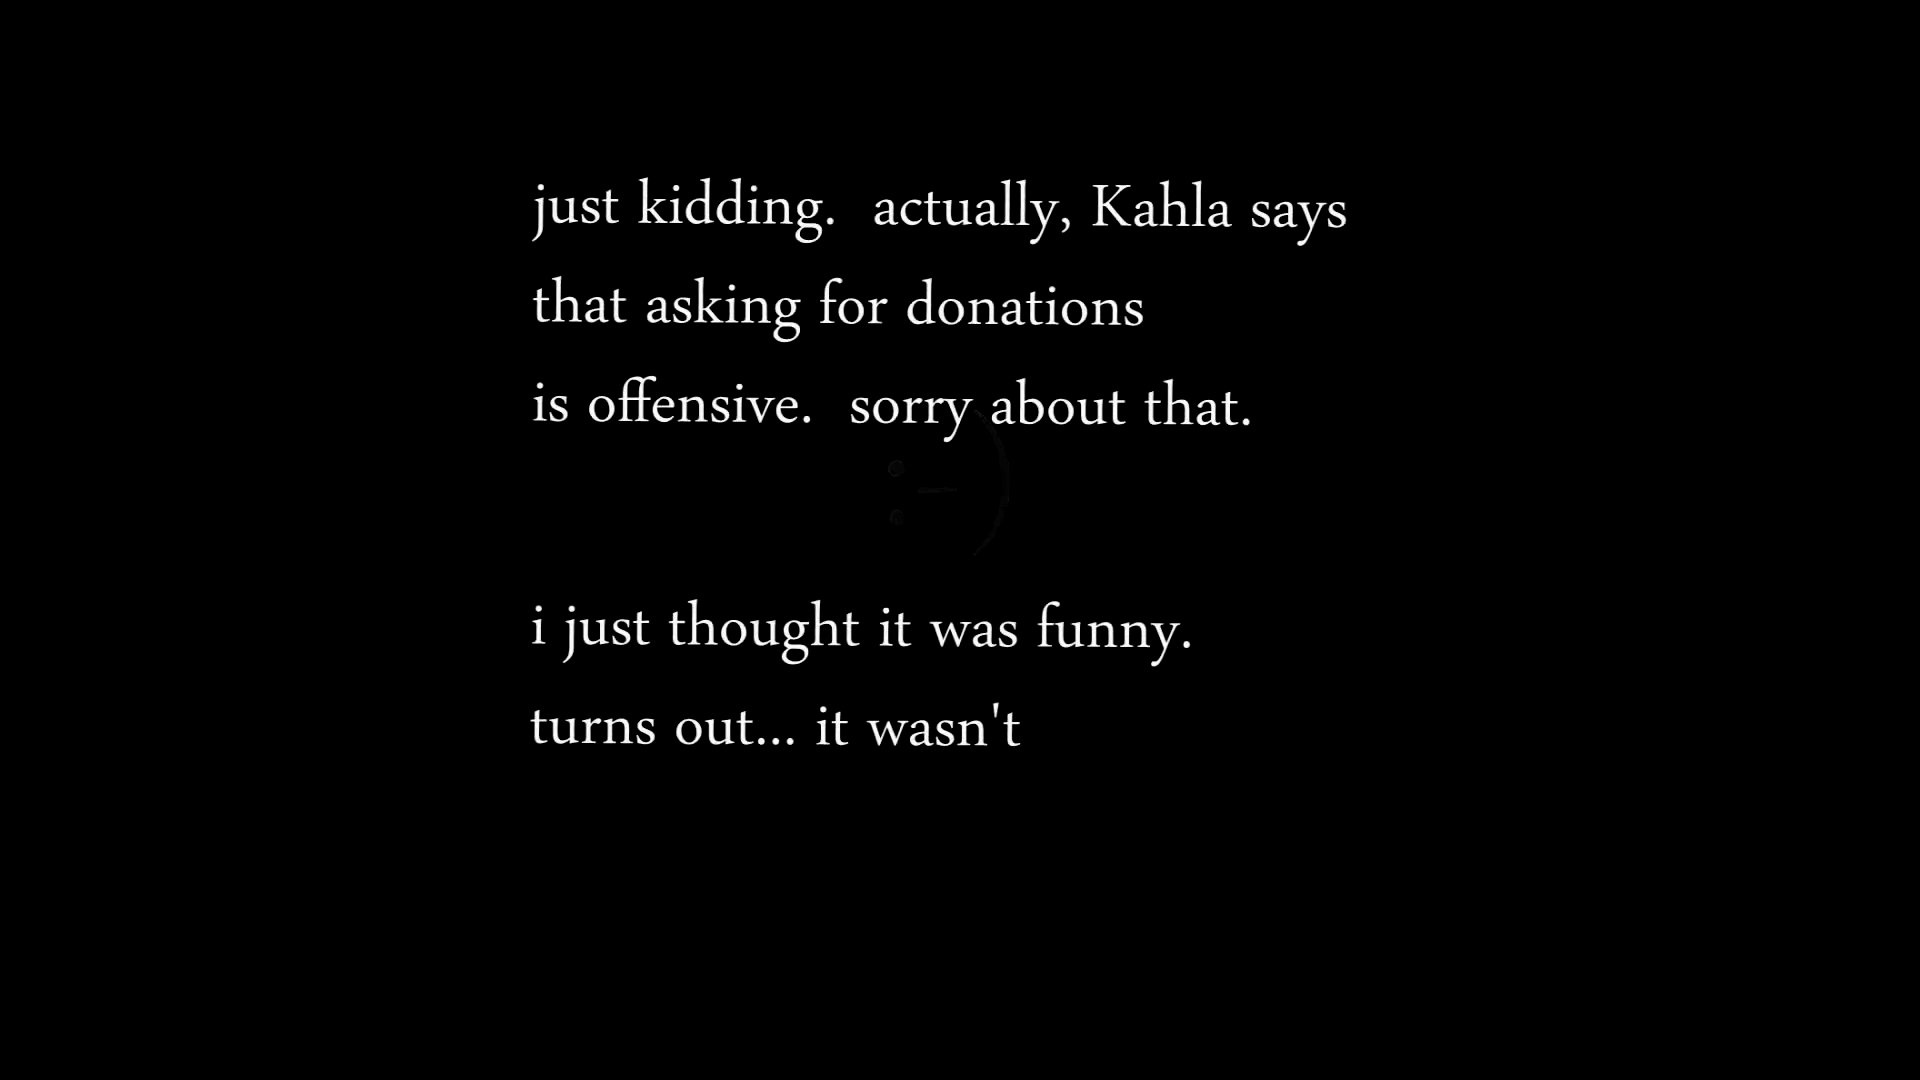 just kidding.  actually, Kahla says
that asking for donations
is offensive.  sorry about that.
:-)
i just thought it was funny.
turns out... it wasn't